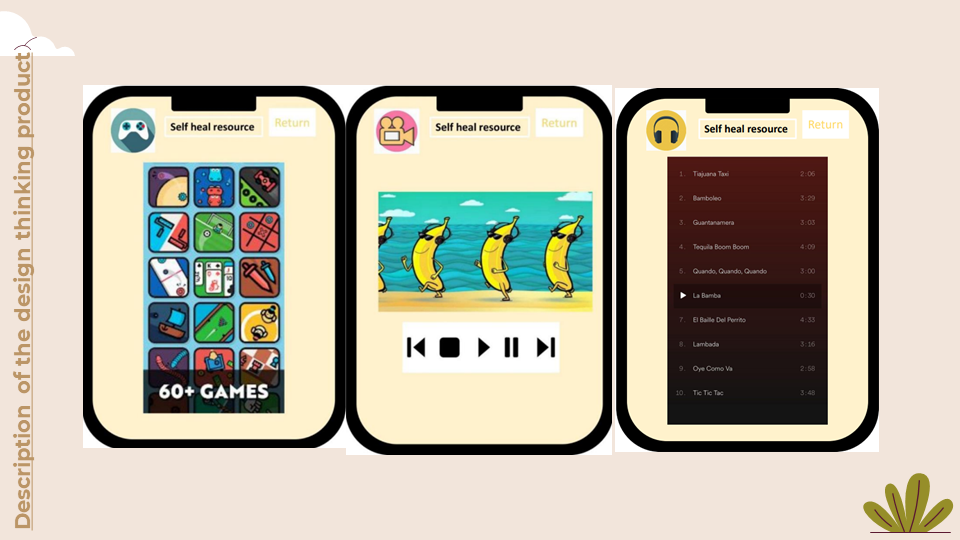 Description of the design thinking product
Self heal resource
Return
60+ GAMES
Self heal resource
Return
Self heal resource
Return
1. Tiajuana Taxi 2:06
2. Bamboleo 3:29
3. Guantanamera 3:03
4. Tequila Boom Boom 4:09
5. Quando, Quando, Quando 3:00
La Bamba 0:30
7. El Baille Del Perrito 4:33
8. Lambada 3:16
9. Oye Como Va 2:58
10. Tic Tic Tac 3:48